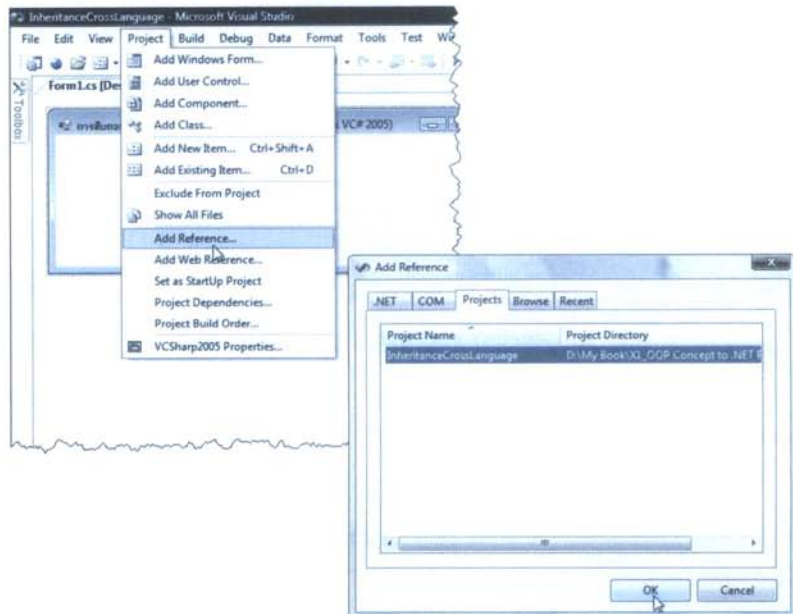 InheritanceCrossLanguage - Microsoft Visual Studio
File Edit View Project Build Debug Data Format Tools Test
Toolbox
Form1.cs [Des
VC# 2005)
Add Windows Form...
Add User Control...
Add Component...
Add Class...
Add New Item... Ctrl+Shift+A
Add Existing Item... Ctrl+D
Exclude From Project
Show All Files
Add Reference...
Add Web Reference...
Set as StartUp Project
Project Dependencies...
Project Build Order...
VCSharp2005 Properties...
Add Reference
.NET COM Projects Browse Recent
Project Name Project Directory
InheritanceCrossLanguage D:\My Book\XI_OOP Concept to .NET
OK Cancel